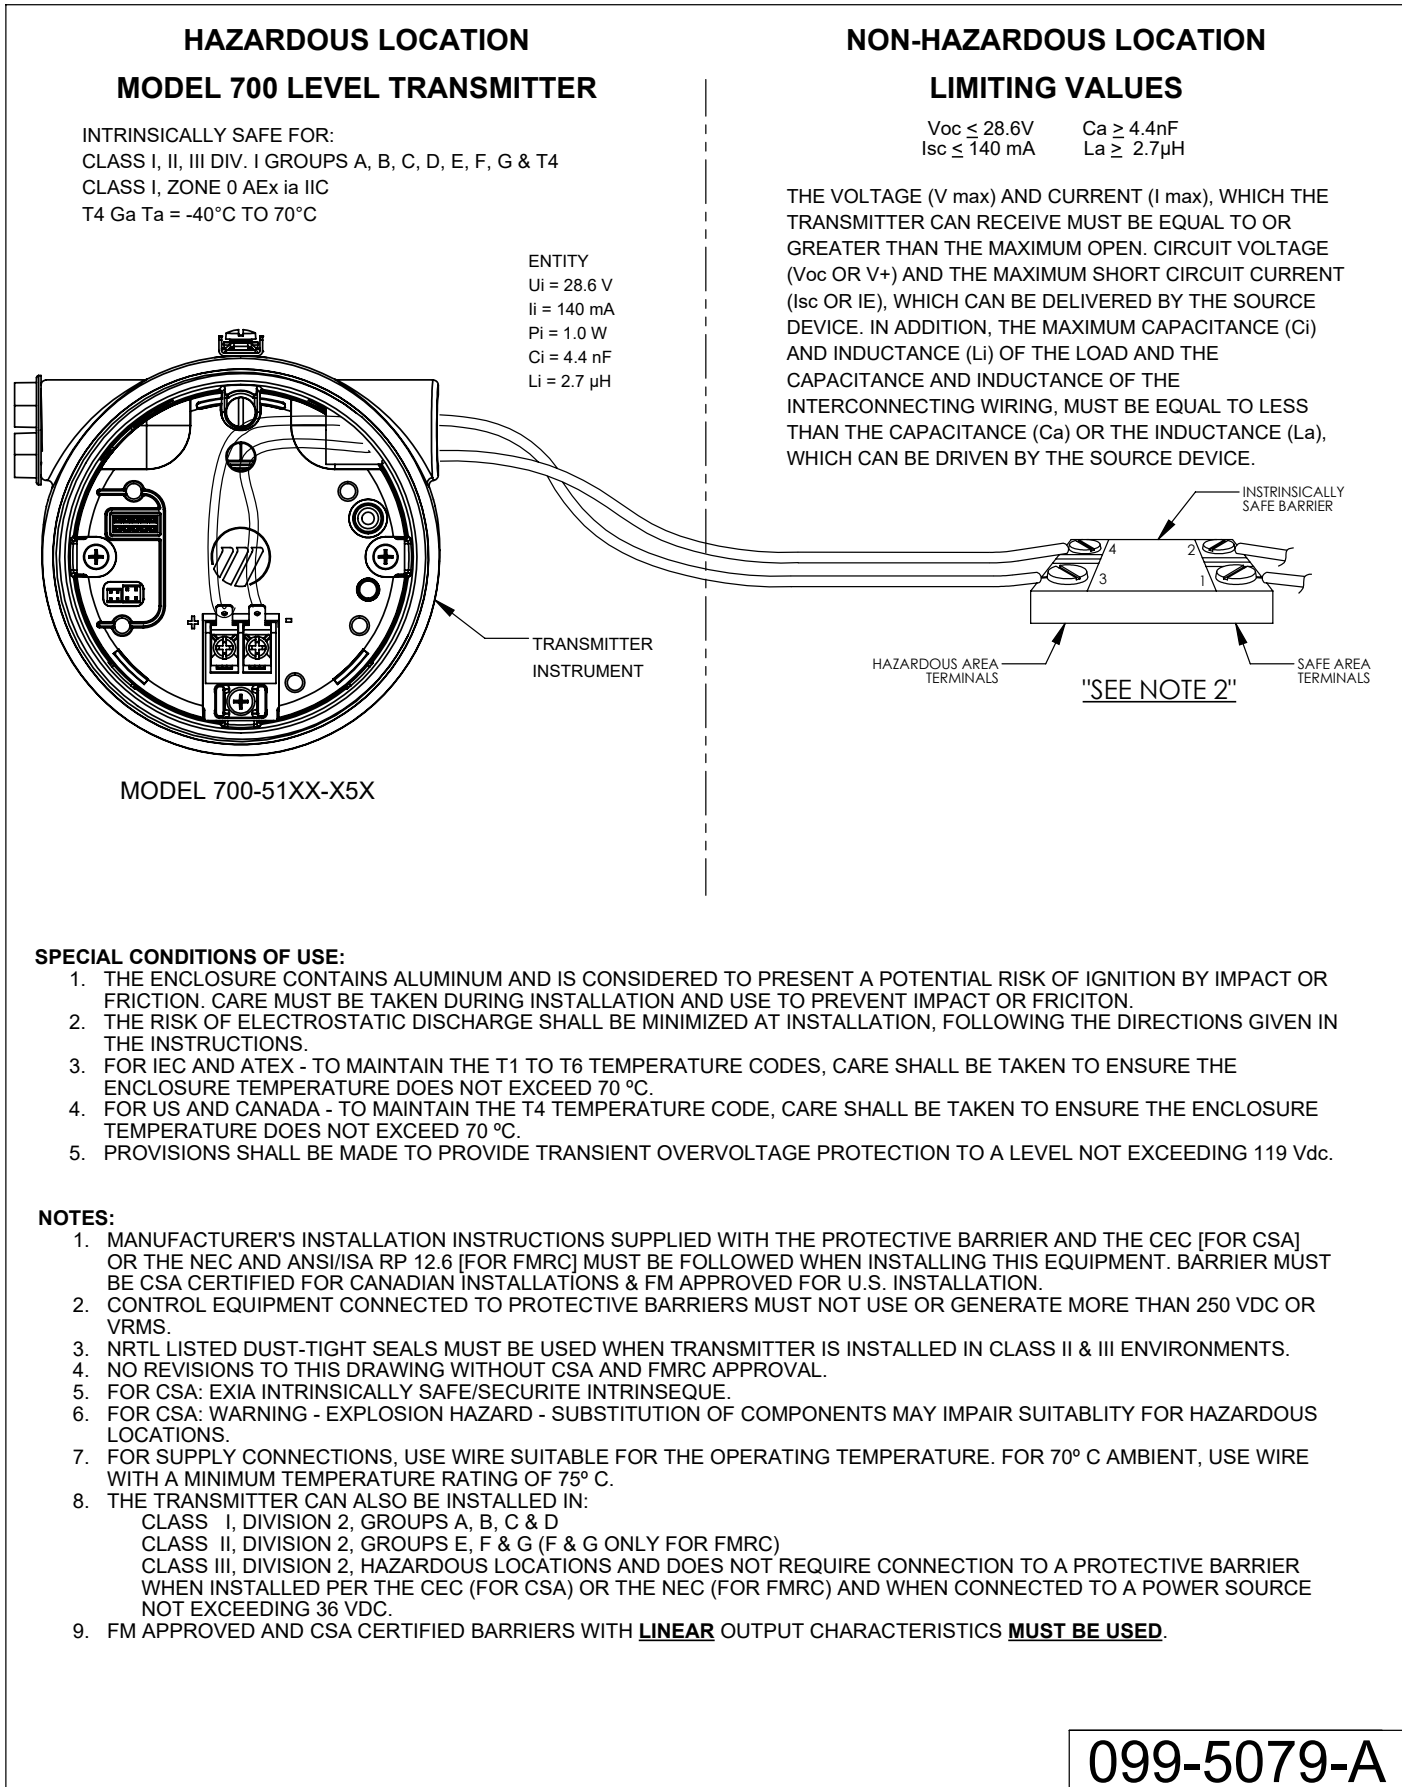 HAZARDOUS LOCATION
MODEL 700 LEVEL TRANSMITTER
INTRINSICALLY SAFE FOR:
CLASS I, II, III DIV. I GROUPS A, B, C, D, E, F, G & T4
CLASS I, ZONE 0 AEx ia IIC
T4 Ga Ta = -40°C TO 70°C
ENTITY
Ui = 28.6 V
Ii = 140 mA
Pi = 1.0 W
Ci = 4.4 nF
Li = 2.7 µH
+
-
TRANSMITTER
INSTRUMENT
MODEL 700-51XX-X5X
NON-HAZARDOUS LOCATION
LIMITING VALUES
Voc ≤ 28.6V Ca ≥ 4.4nF
Isc ≤ 140 mA La ≥ 2.7µH
THE VOLTAGE (V max) AND CURRENT (I max), WHICH THE
TRANSMITTER CAN RECEIVE MUST BE EQUAL TO OR
GREATER THAN THE MAXIMUM OPEN. CIRCUIT VOLTAGE
(Voc OR V+) AND THE MAXIMUM SHORT CIRCUIT CURRENT
(Isc OR IE), WHICH CAN BE DELIVERED BY THE SOURCE
DEVICE. IN ADDITION, THE MAXIMUM CAPACITANCE (Ci)
AND INDUCTANCE (Li) OF THE LOAD AND THE
CAPACITANCE AND INDUCTANCE OF THE
INTERCONNECTING WIRING, MUST BE EQUAL TO LESS
THAN THE CAPACITANCE (Ca) OR THE INDUCTANCE (La),
WHICH CAN BE DRIVEN BY THE SOURCE DEVICE.
INSTRINSICALLY
SAFE BARRIER
4 2
3 1
HAZARDOUS AREA
TERMINALS
SAFE AREA
TERMINALS
"SEE NOTE 2"
SPECIAL CONDITIONS OF USE:
1. THE ENCLOSURE CONTAINS ALUMINUM AND IS CONSIDERED TO PRESENT A POTENTIAL RISK OF IGNITION BY IMPACT OR
FRICTION. CARE MUST BE TAKEN DURING INSTALLATION AND USE TO PREVENT IMPACT OR FRICITON.
2. THE RISK OF ELECTROSTATIC DISCHARGE SHALL BE MINIMIZED AT INSTALLATION, FOLLOWING THE DIRECTIONS GIVEN IN
THE INSTRUCTIONS.
3. FOR IEC AND ATEX - TO MAINTAIN THE T1 TO T6 TEMPERATURE CODES, CARE SHALL BE TAKEN TO ENSURE THE
ENCLOSURE TEMPERATURE DOES NOT EXCEED 70 ºC.
4. FOR US AND CANADA - TO MAINTAIN THE T4 TEMPERATURE CODE, CARE SHALL BE TAKEN TO ENSURE THE ENCLOSURE
TEMPERATURE DOES NOT EXCEED 70 ºC.
5. PROVISIONS SHALL BE MADE TO PROVIDE TRANSIENT OVERVOLTAGE PROTECTION TO A LEVEL NOT EXCEEDING 119 Vdc.
NOTES:
1. MANUFACTURER'S INSTALLATION INSTRUCTIONS SUPPLIED WITH THE PROTECTIVE BARRIER AND THE CEC [FOR CSA]
OR THE NEC AND ANSI/ISA RP 12.6 [FOR FMRC] MUST BE FOLLOWED WHEN INSTALLING THIS EQUIPMENT. BARRIER MUST
BE CSA CERTIFIED FOR CANADIAN INSTALLATIONS & FM APPROVED FOR U.S. INSTALLATION.
2. CONTROL EQUIPMENT CONNECTED TO PROTECTIVE BARRIERS MUST NOT USE OR GENERATE MORE THAN 250 VDC OR
VRMS.
3. NRTL LISTED DUST-TIGHT SEALS MUST BE USED WHEN TRANSMITTER IS INSTALLED IN CLASS II & III ENVIRONMENTS.
4. NO REVISIONS TO THIS DRAWING WITHOUT CSA AND FMRC APPROVAL.
5. FOR CSA: EXIA INTRINSICALLY SAFE/SECURITE INTRINSEQUE.
6. FOR CSA: WARNING - EXPLOSION HAZARD - SUBSTITUTION OF COMPONENTS MAY IMPAIR SUITABLITY FOR HAZARDOUS
LOCATIONS.
7. FOR SUPPLY CONNECTIONS, USE WIRE SUITABLE FOR THE OPERATING TEMPERATURE. FOR 70º C AMBIENT, USE WIRE
WITH A MINIMUM TEMPERATURE RATING OF 75º C.
8. THE TRANSMITTER CAN ALSO BE INSTALLED IN:
CLASS I, DIVISION 2, GROUPS A, B, C & D
CLASS II, DIVISION 2, GROUPS E, F & G (F & G ONLY FOR FMRC)
CLASS III, DIVISION 2, HAZARDOUS LOCATIONS AND DOES NOT REQUIRE CONNECTION TO A PROTECTIVE BARRIER
WHEN INSTALLED PER THE CEC (FOR CSA) OR THE NEC (FOR FMRC) AND WHEN CONNECTED TO A POWER SOURCE
NOT EXCEEDING 36 VDC.
9. FM APPROVED AND CSA CERTIFIED BARRIERS WITH LINEAR OUTPUT CHARACTERISTICS MUST BE USED.
099-5079-A